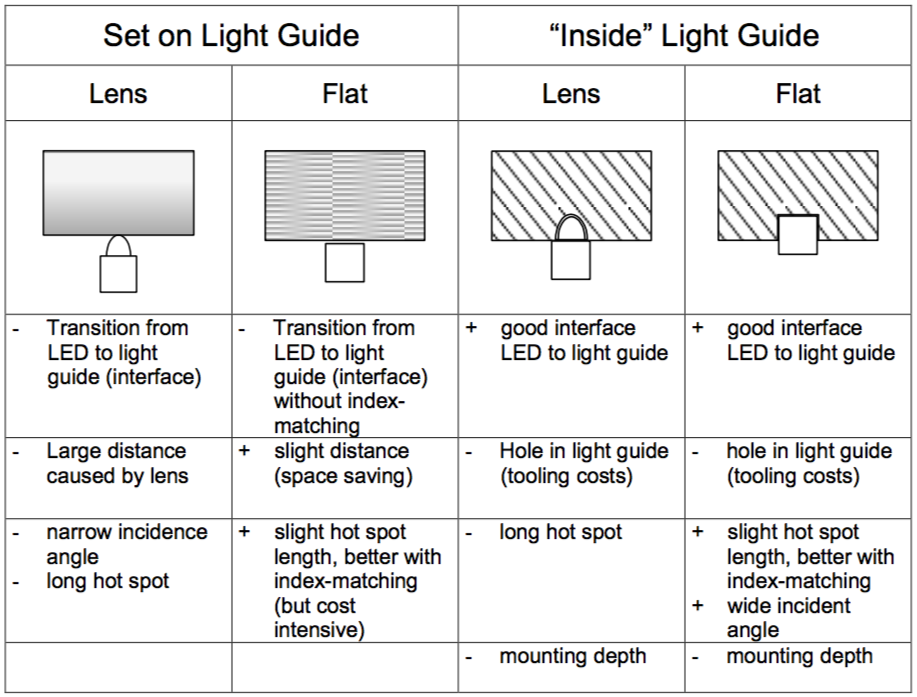 Set on Light Guide
“Inside” Light Guide
Lens
Flat
Lens
Flat
- Transition from
LED to light
guide (interface)
- Transition from
LED to light
guide (interface)
without index-
matching
+ good interface
LED to light guide
+ good interface
LED to light guide
- Large distance
caused by lens
+ slight distance
(space saving)
- Hole in light guide
(tooling costs)
- hole in light guide
(tooling costs)
- narrow incidence
angle
- long hot spot
+ slight hot spot
length, better with
index-matching
(but cost
intensive)
- long hot spot
+ slight hot spot
length, better with
index-matching
+ wide incident
angle
- mounting depth
- mounting depth